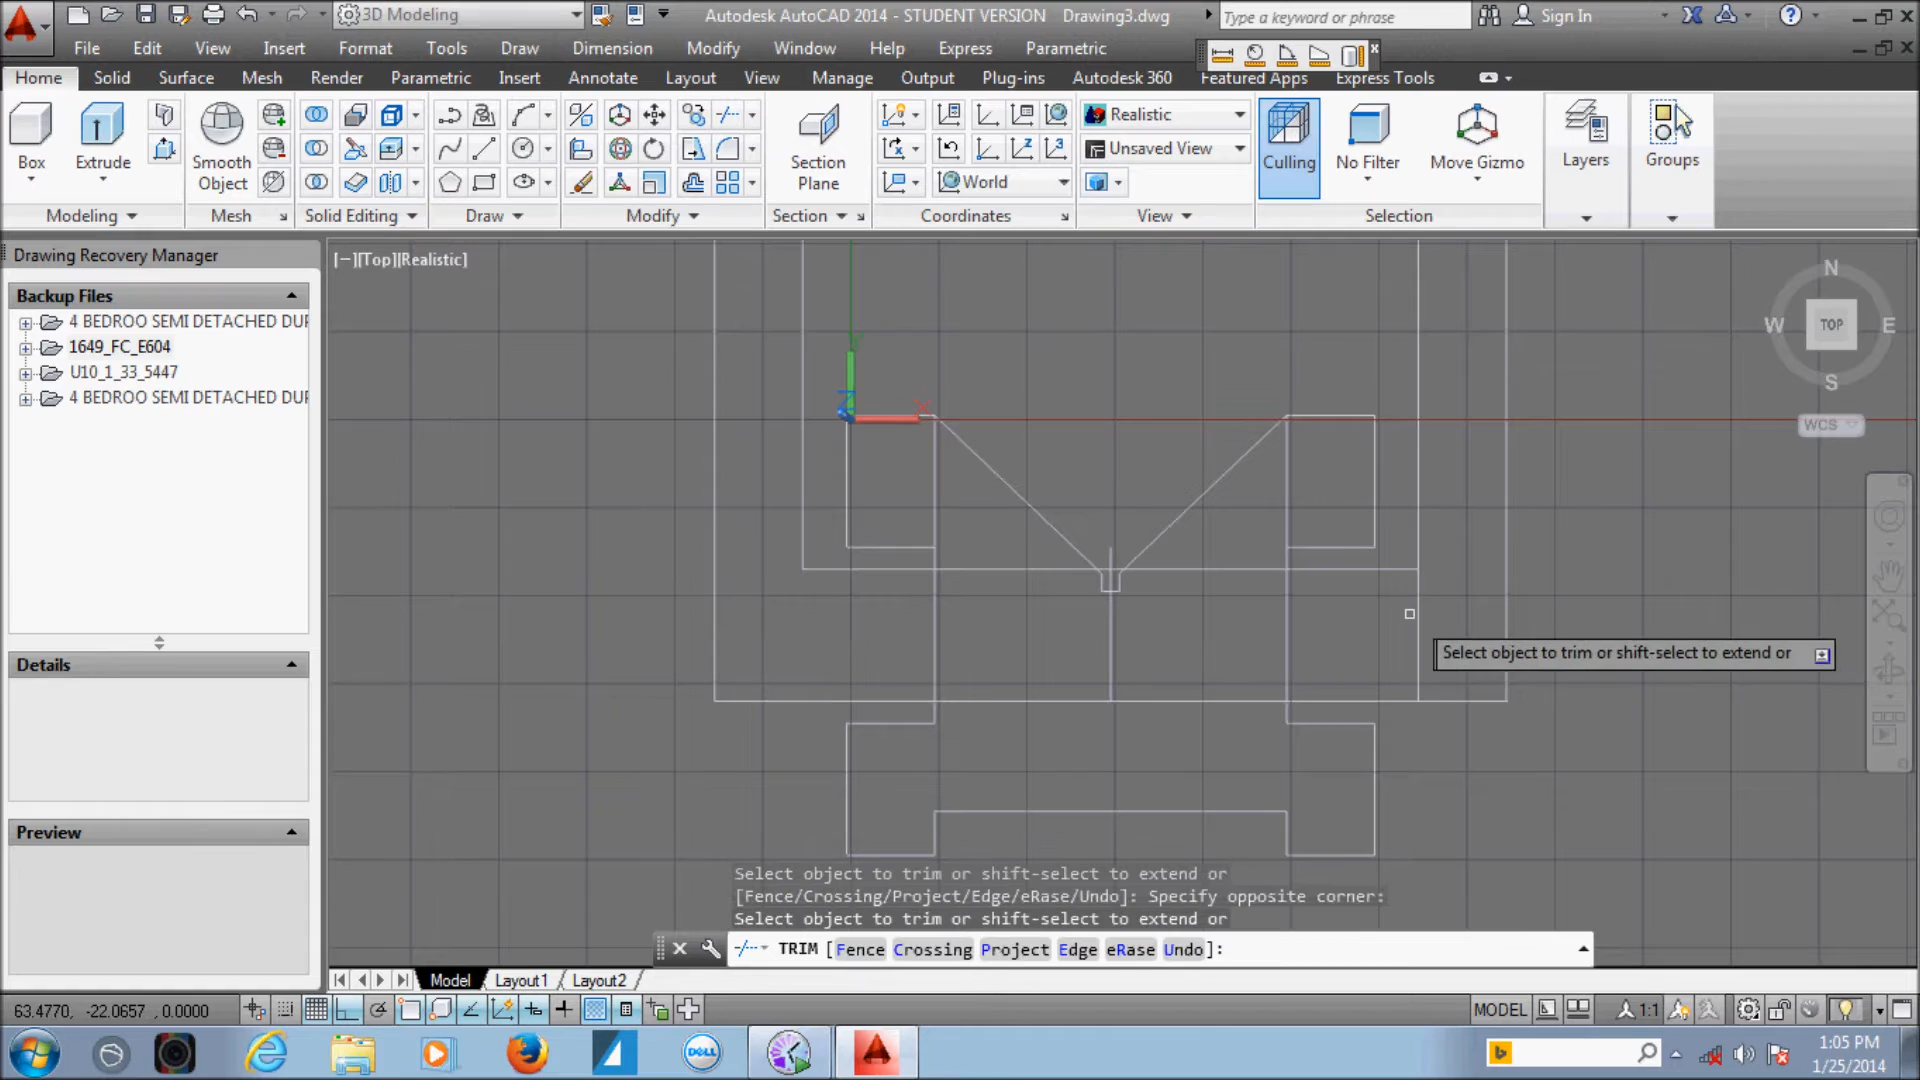 3D Modeling
Autodesk AutoCAD 2014 - STUDENT VERSION Drawing3.dwg
Type a keyword or phrase
Sign In
File Edit View Insert Format Tools Draw Dimension Modify Window Help Express Parametric
Home Solid Surface Mesh Render Parametric Insert Annotate Layout View Manage Output Plug-ins Autodesk 360 Featured Apps Express Tools
Box
Extrude
Smooth
Object
Section
Plane
Realistic
Unsaved View
World
Culling
No Filter
Move Gizmo
Layers
Groups
Modeling
Mesh
Solid Editing
Draw
Modify
Section
Coordinates
View
Selection
Drawing Recovery Manager
Backup Files
4 BEDROO SEMI DETACHED DUP
1649_FC_E604
U10_1_33_5447
4 BEDROO SEMI DETACHED DUP
Details
Preview
[−][Top][Realistic]
N
W TOP E
S
WCS
Y
X
Z
Select object to trim or shift-select to extend or
Select object to trim or shift-select to extend or
[Fence/Crossing/Project/Edge/eRase/Undo]: Specify opposite corner:
Select object to trim or shift-select to extend or
TRIM [Fence Crossing Project Edge eRase Undo]:
Model Layout1 Layout2
63.4770, -22.0657, 0.0000
MODEL
1:1
DELL
1:05 PM
1/25/2014